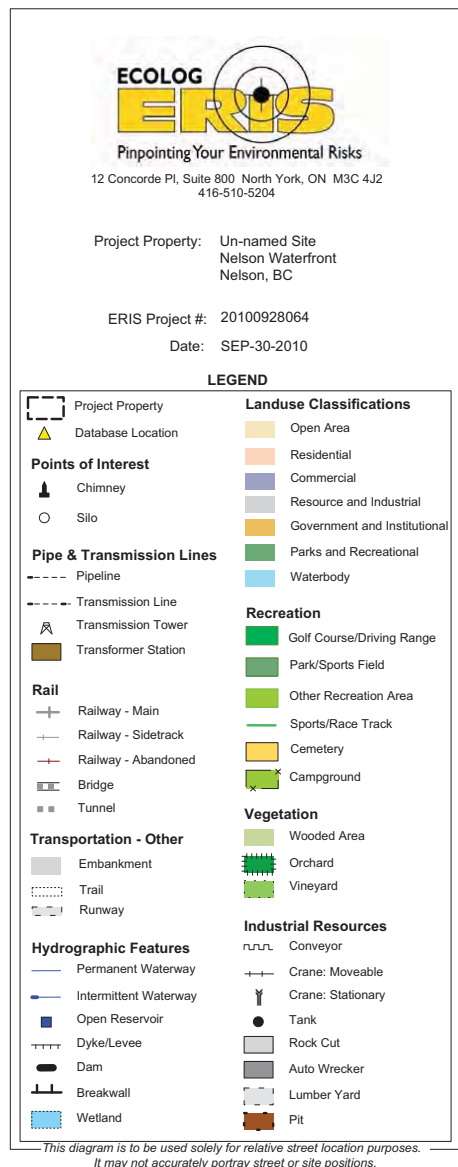 ECOLOG
ERIS
Pinpointing Your Environmental Risks
12 Concorde Pl, Suite 800 North York, ON M3C 4J2
416-510-5204
Project Property: Un-named Site
Nelson Waterfront
Nelson, BC
ERIS Project #: 20100928064
Date: SEP-30-2010
LEGEND
Project Property
Database Location
Points of Interest
Chimney
Silo
Pipe & Transmission Lines
Pipeline
Transmission Line
Transmission Tower
Transformer Station
Rail
Railway - Main
Railway - Sidetrack
Railway - Abandoned
Bridge
Tunnel
Transportation - Other
Embankment
Trail
Runway
Hydrographic Features
Permanent Waterway
Intermittent Waterway
Open Reservoir
Dyke/Levee
Dam
Breakwall
Wetland
Landuse Classifications
Open Area
Residential
Commercial
Resource and Industrial
Government and Institutional
Parks and Recreational
Waterbody
Recreation
Golf Course/Driving Range
Park/Sports Field
Other Recreation Area
Sports/Race Track
Cemetery
Campground
Vegetation
Wooded Area
Orchard
Vineyard
Industrial Resources
Conveyor
Crane: Moveable
Crane: Stationary
Tank
Rock Cut
Auto Wrecker
Lumber Yard
Pit
This diagram is to be used solely for relative street location purposes.
It may not accurately portray street or site positions.